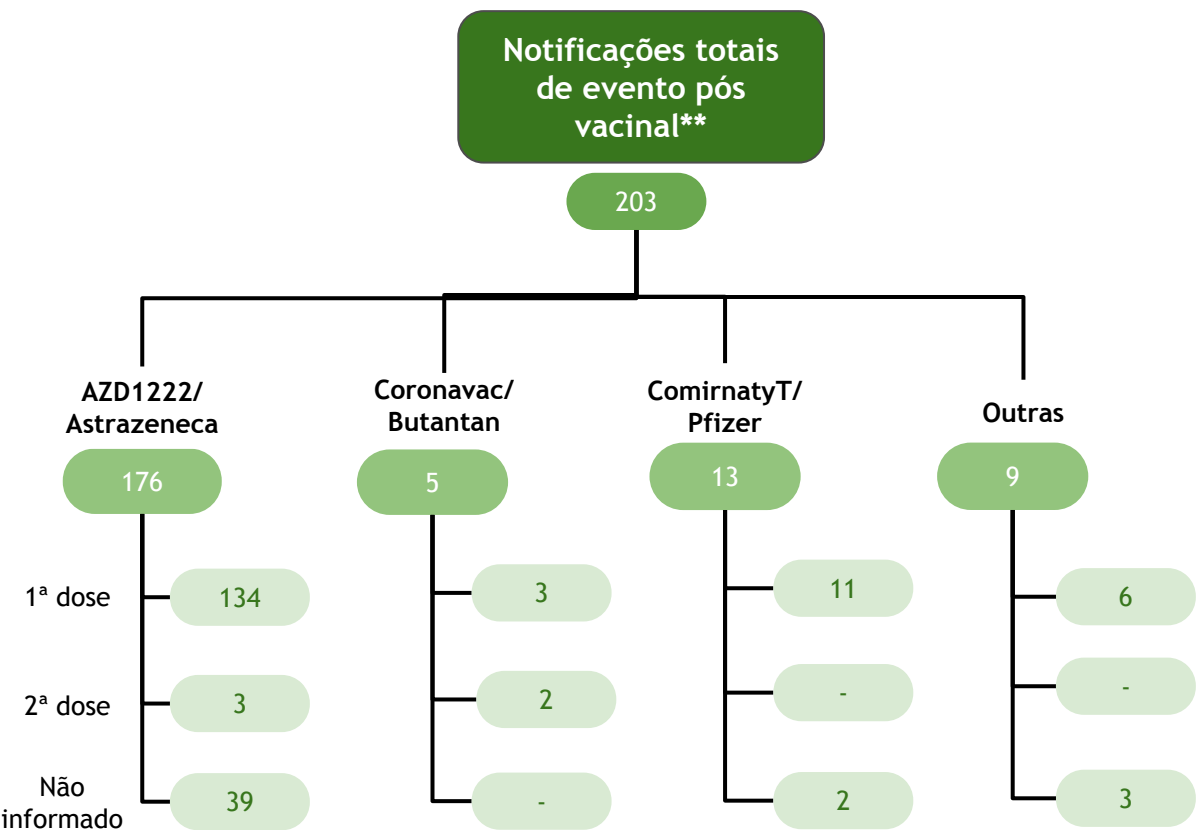 Notificações totais
de evento pós
vacinal**
203
AZD1222/
Astrazeneca
Coronavac/
Butantan
ComirnatyT/
Pfizer
Outras
176
5
13
9
1ª dose
134
3
11
6
2ª dose
3
2
-
-
Não
informado
39
-
2
3